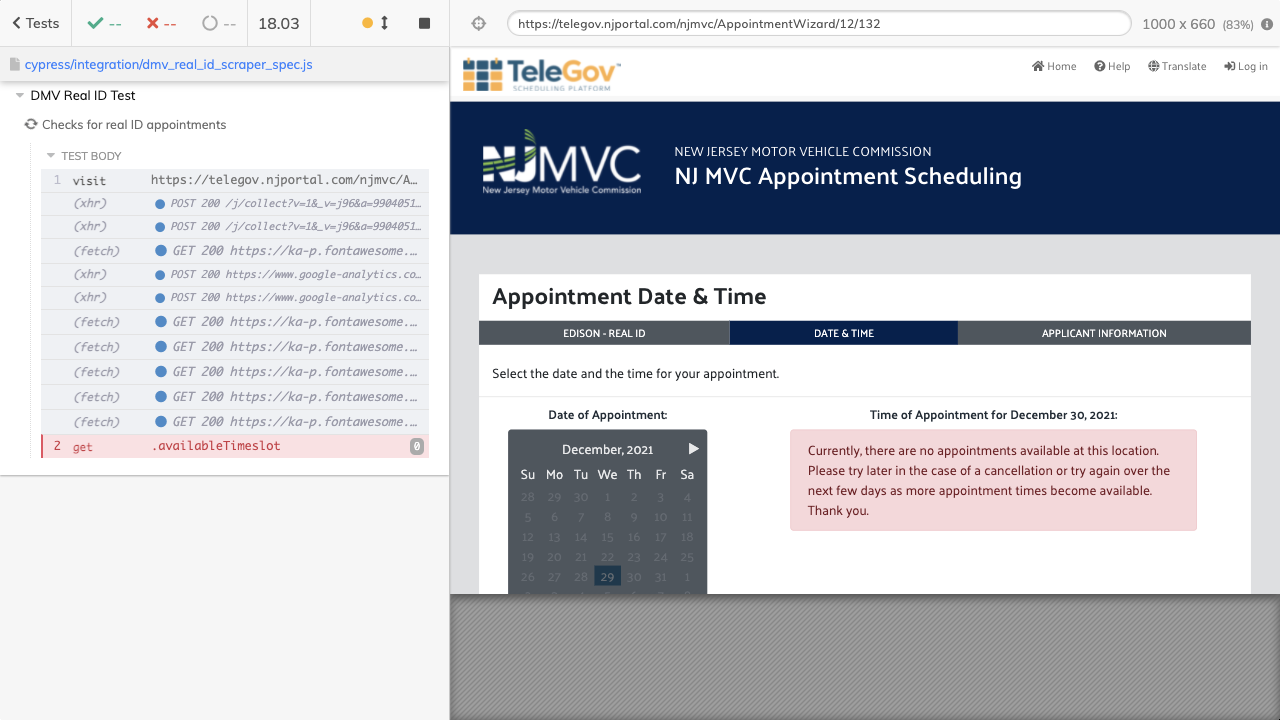 Tests
--
--
--
18.03
https://telegov.njportal.com/njmvc/AppointmentWizard/12/132
1000 x 660 (83%)
cypress/integration/dmv_real_id_scraper_spec.js
DMV Real ID Test
Checks for real ID appointments
TEST BODY
1 visit https://telegov.njportal.com/njmvc/A…
(xhr) POST 200 /j/collect?v=1&_v=j96&a=9904051…
(xhr) POST 200 /j/collect?v=1&_v=j96&a=9904051…
(fetch) GET 200 https://ka-p.fontawesome.…
(xhr) POST 200 https://www.google-analytics.co…
(xhr) POST 200 https://www.google-analytics.co…
(fetch) GET 200 https://ka-p.fontawesome.…
(fetch) GET 200 https://ka-p.fontawesome.…
(fetch) GET 200 https://ka-p.fontawesome.…
(fetch) GET 200 https://ka-p.fontawesome.…
(fetch) GET 200 https://ka-p.fontawesome.…
2 get .availableTimeslot 0
TeleGov™
SCHEDULING PLATFORM
Home Help Translate Log in
NJMVC
New Jersey Motor Vehicle Commission
NEW JERSEY MOTOR VEHICLE COMMISSION
NJ MVC Appointment Scheduling
Appointment Date & Time
EDISON - REAL ID DATE & TIME APPLICANT INFORMATION
Select the date and the time for your appointment.
Date of Appointment:
December, 2021
Su Mo Tu We Th Fr Sa
28 29 30 1 2 3 4
5 6 7 8 9 10 11
12 13 14 15 16 17 18
19 20 21 22 23 24 25
26 27 28 29 30 31 1
Time of Appointment for December 30, 2021:
Currently, there are no appointments available at this location.
Please try later in the case of a cancellation or try again over the
next few days as more appointment times become available.
Thank you.